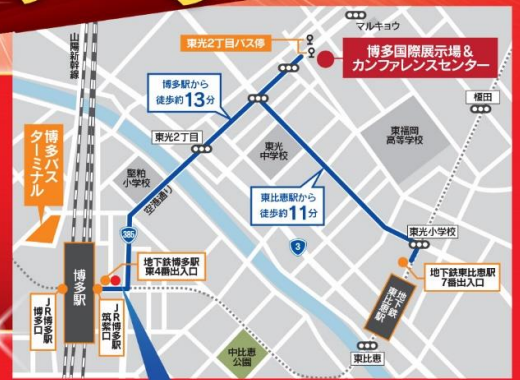 山陽新幹線
マルキョウ
東光2丁目バス停
博多国際展示場&
カンファレンスセンター
博多駅から
徒歩約13分
榎田
博多バス
ターミナル
東光2丁目
東光
中学校
東福岡
高等学校
堅粕
小学校
空港通り
東比恵駅から
徒歩約11分
385
3
東光小学校
地下鉄博多駅
東4番出入口
地下鉄東比恵駅
7番出入口
博多駅
JR博多駅
博多口
JR博多駅
筑紫口
地下鉄
東比恵駅
中比恵
公園
東比恵